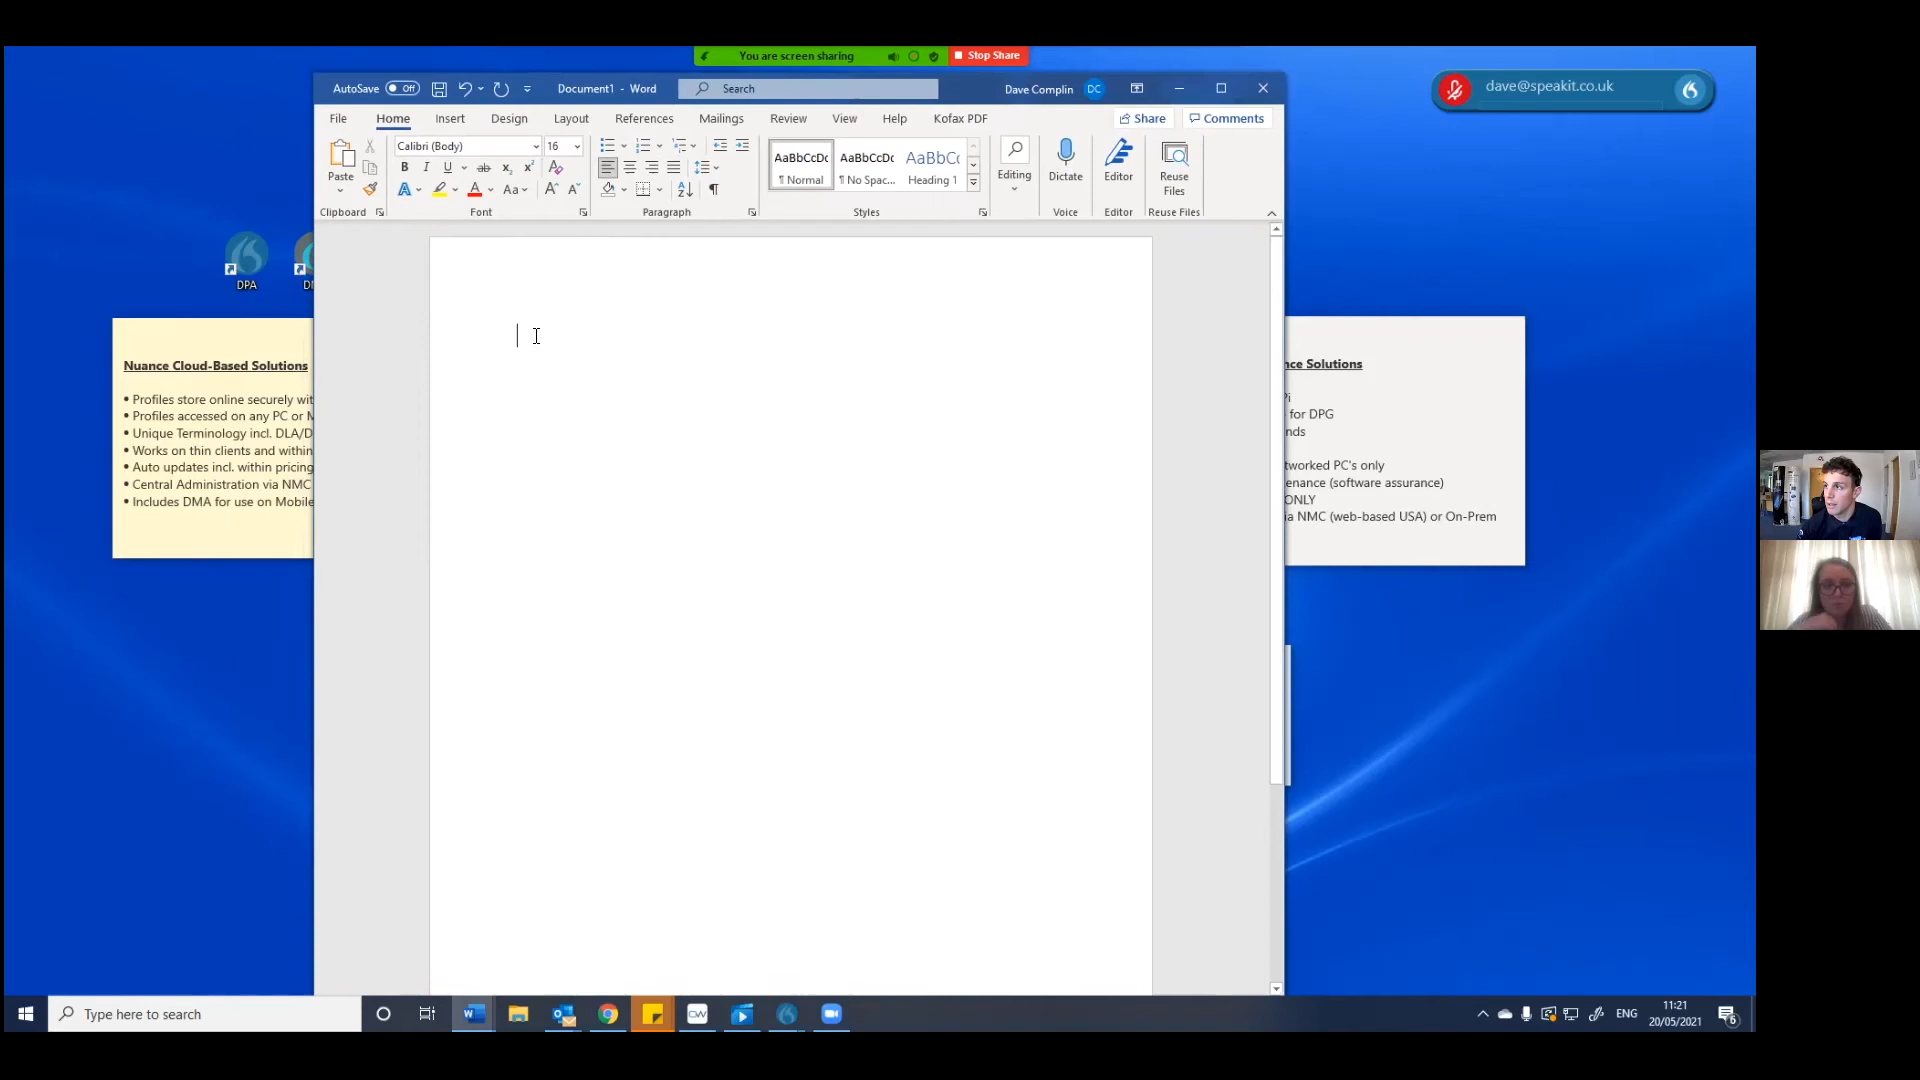 You are screen sharing
Stop Share
AutoSave Off
Document1 - Word
Search
Dave Complin DC
dave@speakit.co.uk
File Home Insert Design Layout References Mailings Review View Help Kofax PDF
Share Comments
Calibri (Body) 16
Paste
Clipboard
Font
Paragraph
AaBbCcDc AaBbCcDc AaBbCc
¶ Normal ¶ No Spac... Heading 1
Styles
Editing
Dictate
Voice
Editor
Editor
Reuse
Files
Reuse Files
DPA
Nuance Cloud-Based Solutions
• Profiles store online securely wit
• Profiles accessed on any PC or M
• Unique Terminology incl. DLA/D
• Works on thin clients and within
• Auto updates incl. within pricing
• Central Administration via NMC
• Includes DMA for use on Mobile
nce Solutions
for DPG
nds
tworked PC's only
enance (software assurance)
ONLY
ia NMC (web-based USA) or On-Prem
Type here to search
ENG
11:21
20/05/2021
6